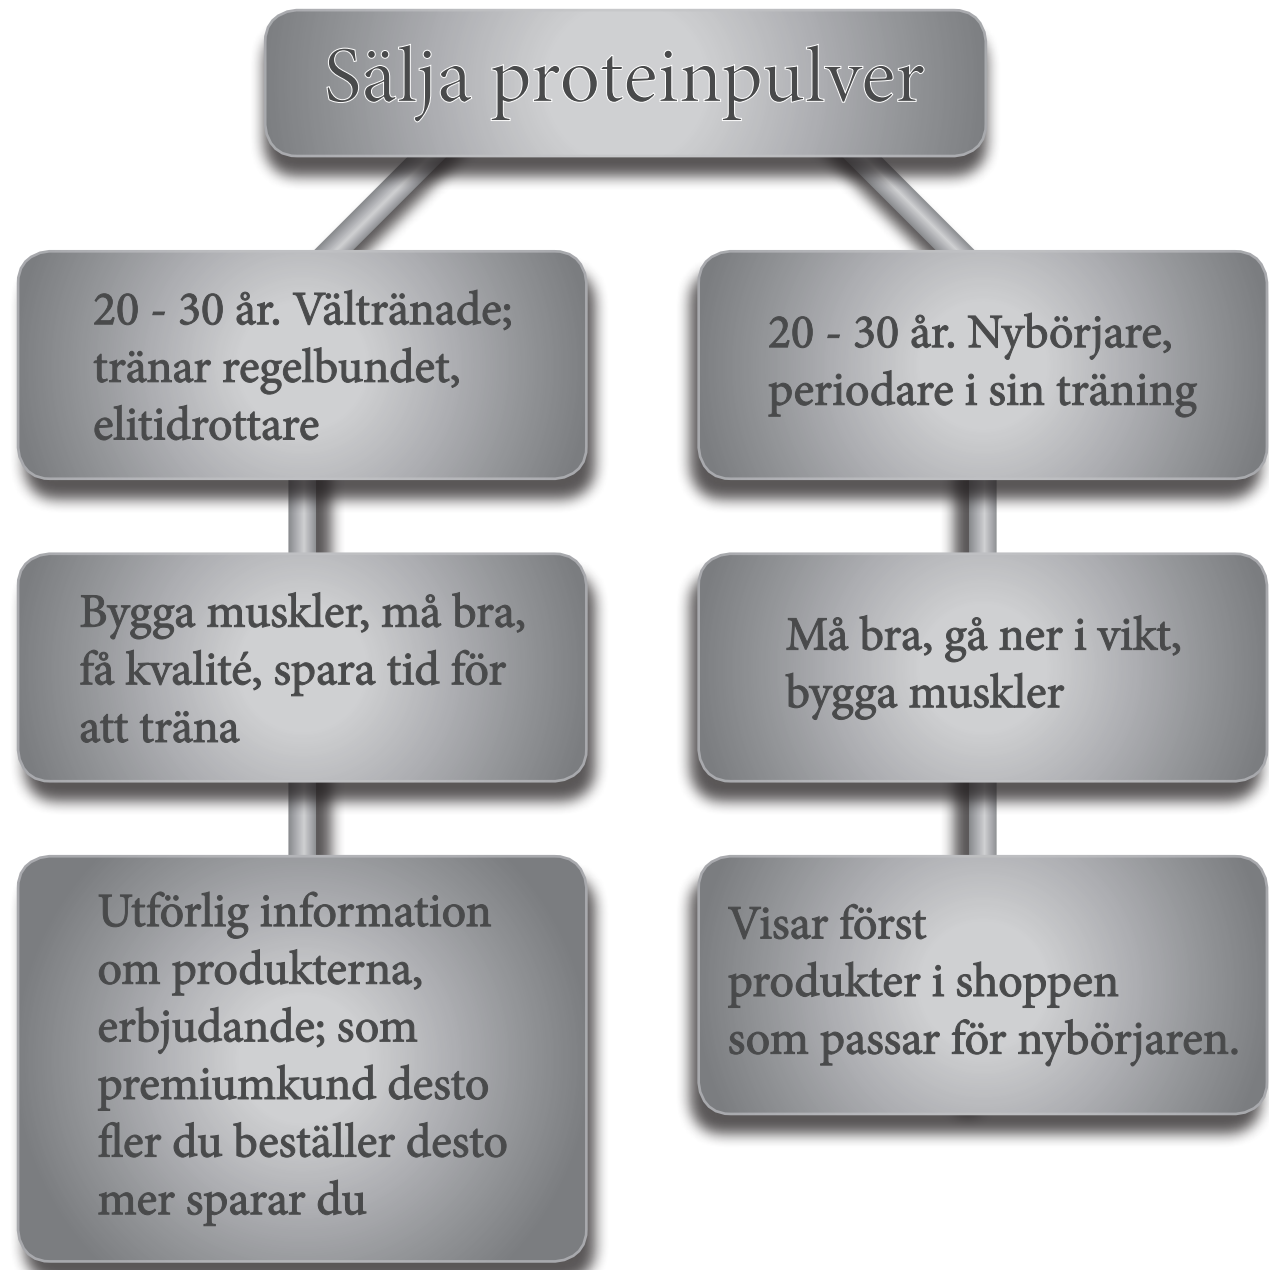 Sälja proteinpulver
20 - 30 år. Vältränade;
tränar regelbundet,
elitidrottare
Bygga muskler, må bra,
få kvalité, spara tid för
att träna
Utförlig information
om produkterna,
erbjudande; som
premiumkund desto
fler du beställer desto
mer sparar du
20 - 30 år. Nybörjare,
periodare i sin träning
Må bra, gå ner i vikt,
bygga muskler
Visar först
produkter i shoppen
som passar för nybörjaren.